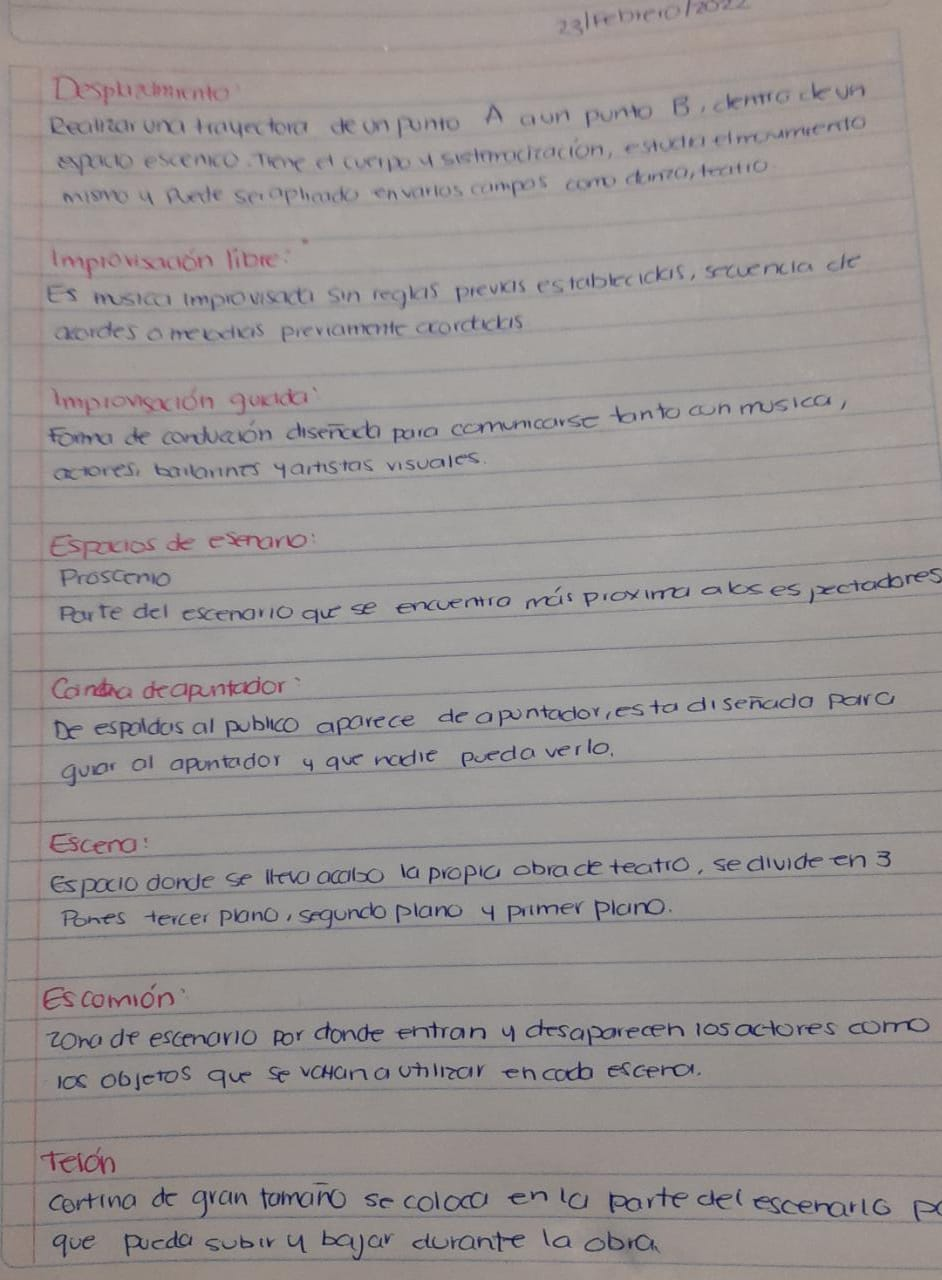 23/Febrero/2022
Desplazamiento
Realizar una trayectora de un punto A a un punto B, dentro de un
espacio escenico. Tiene el cuerpo y sistematización, estudia el movimiento
mismo y Puede ser aplicado en varios campos como danza, teatro
Improvisación libre:
Es musica improvisada sin reglas previas establecidas, secuencia de
acordes o melodias previamente acordadas
Improvisación guiada:
Forma de conducción diseñada para comunicarse tanto con musica,
actores, bailarines y artistas visuales.
Espacios de esenario:
Proscenio
Parte del escenario que se encuentra más proxima a los espectadores
de apuntador:
De espaldas al publico aparece de apuntador, esta diseñada para
guiar al apuntador y que nadie pueda verlo.
Escena:
Espacio donde se lleva acabo la propia obra de teatro, se divide en 3
tercer plano, segundo plano y primer plano.
Escomión:
zona de escenario por donde entran y desaparecen los actores como
los objetos que se vallan a utilizar en cada escena.
Telón
cortina de gran tamaño se coloca en la parte del escenario
que pueda subir y bajar durante la obra